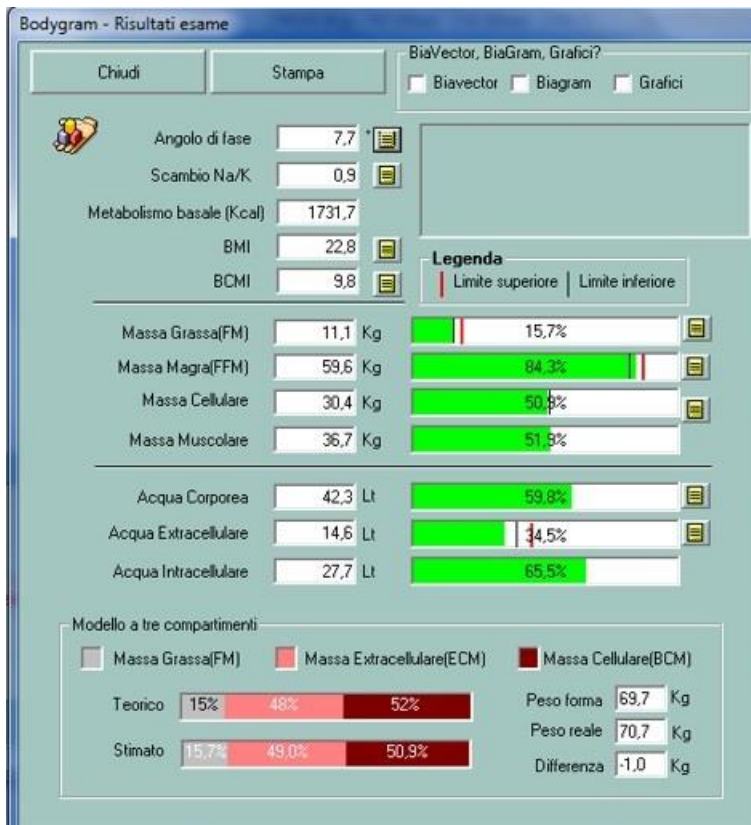 Bodygram - Risultati esame
Chiudi
Stampa
BiaVector, BiaGram, Grafici?
Biavector Biagram Grafici
Angolo di fase 7,7 °
Scambio Na/K 0,9
Metabolismo basale (Kcal) 1731,7
BMI 22,8
BCMI 9,8
Legenda
Limite superiore Limite inferiore
Massa Grassa(FM) 11,1 Kg 15,7%
Massa Magra(FFM) 59,6 Kg 84,3%
Massa Cellulare 30,4 Kg 50,9%
Massa Muscolare 36,7 Kg 51,9%
Acqua Corporea 42,3 Lt 59,8%
Acqua Extracellulare 14,6 Lt 34,5%
Acqua Intracellulare 27,7 Lt 65,5%
Modello a tre compartimenti
Massa Grassa(FM) Massa Extracellulare(ECM) Massa Cellulare(BCM)
Teorico 15% 48% 52%
Stimato 15,7% 49,0% 50,9%
Peso forma 69,7 Kg
Peso reale 70,7 Kg
Differenza -1,0 Kg